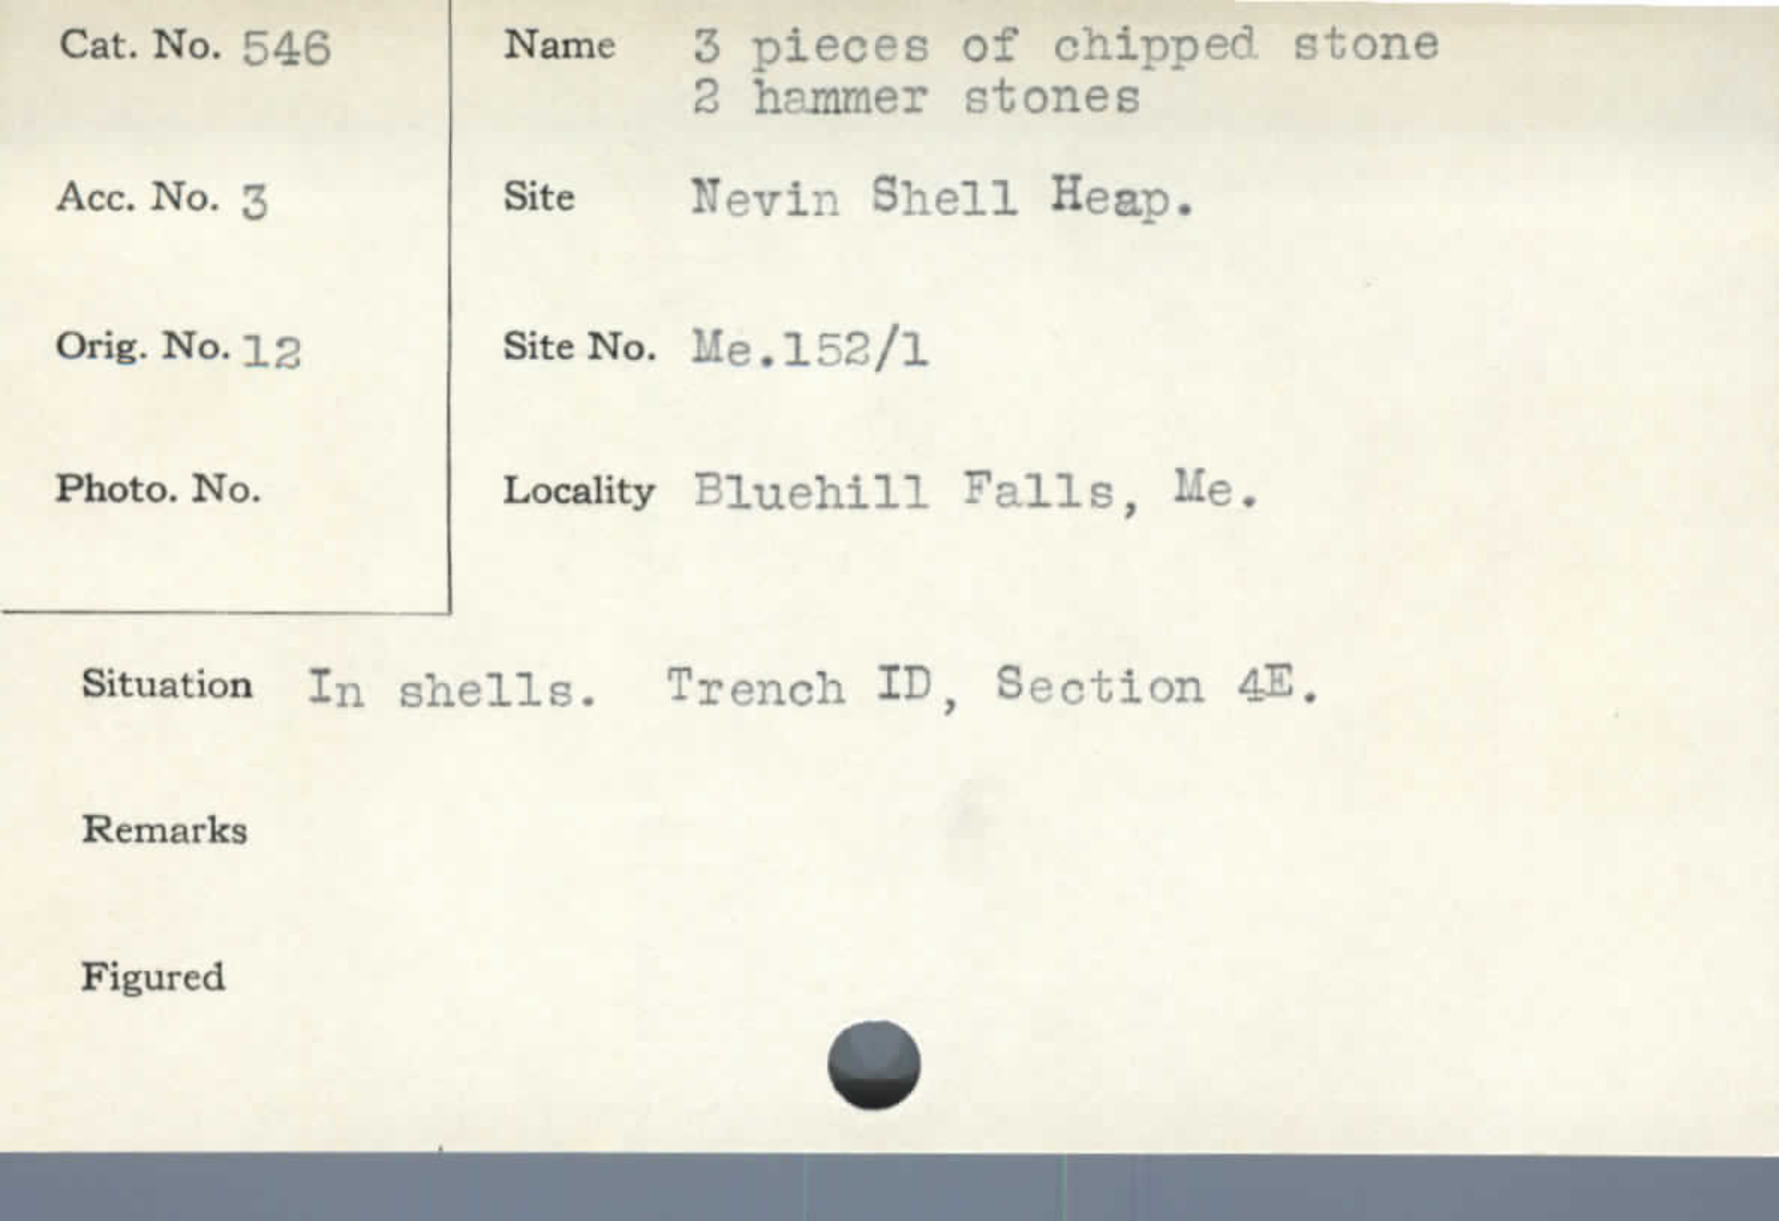 Cat. No. 546
Name 3 pieces of chipped stone
2 hammer stones
Acc. No. 3
Site Nevin Shell Heap.
Orig. No. 12
Site No. Me.152/1
Photo. No.
Locality Bluehill Falls, Me.
Situation In shells. Trench ID, Section 4E.
Remarks
Figured